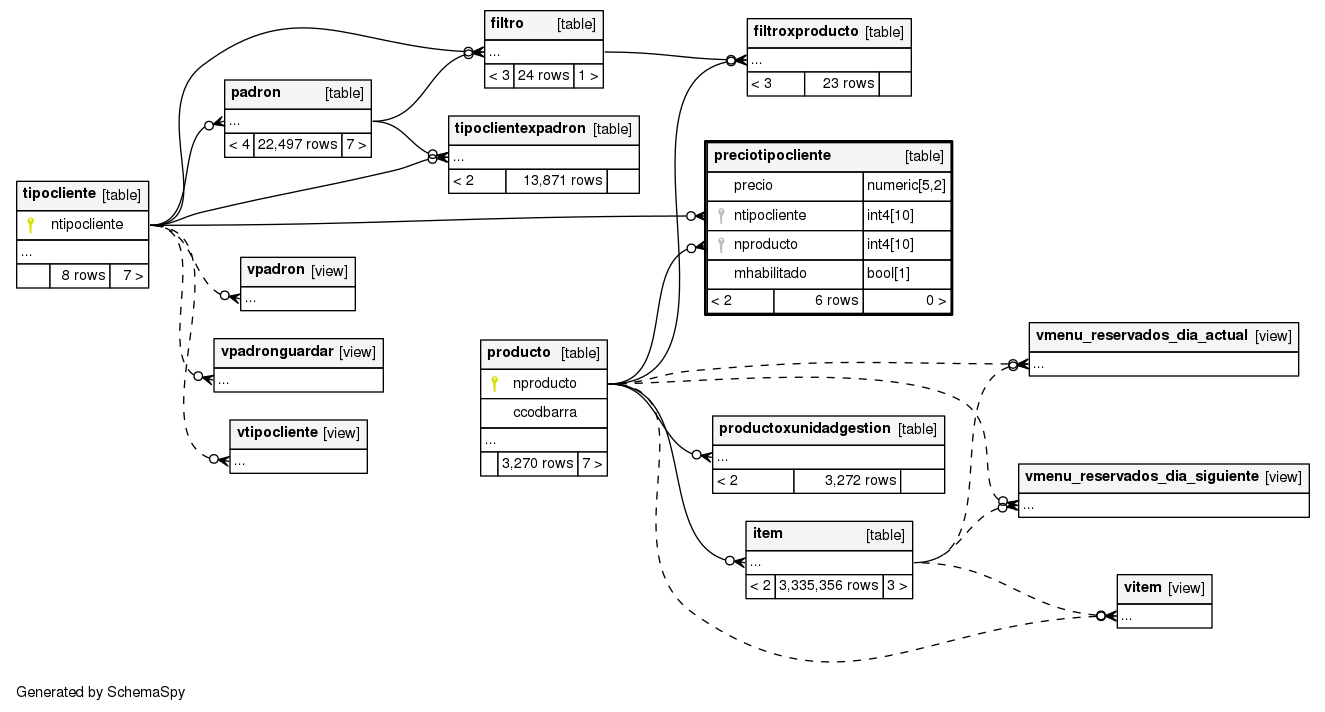 filtro [table]
...
< 3 24 rows 1 >
filtroxproducto [table]
...
< 3 23 rows
padron [table]
...
< 4 22,497 rows 7 >
tipoclientexpadron [table]
...
< 2 13,871 rows
preciotipocliente [table]
precio numeric[5,2]
ntipocliente int4[10]
nproducto int4[10]
mhabilitado bool[1]
< 2 6 rows 0 >
tipocliente [table]
ntipocliente
...
8 rows 7 >
vpadron [view]
...
vpadronguardar [view]
...
vtipocliente [view]
...
producto [table]
nproducto
ccodbarra
...
3,270 rows 7 >
vmenu_reservados_dia_actual [view]
...
productoxunidadgestion [table]
...
< 2 3,272 rows
vmenu_reservados_dia_siguiente [view]
...
item [table]
...
< 2 3,335,356 rows 3 >
vitem [view]
...
Generated by SchemaSpy